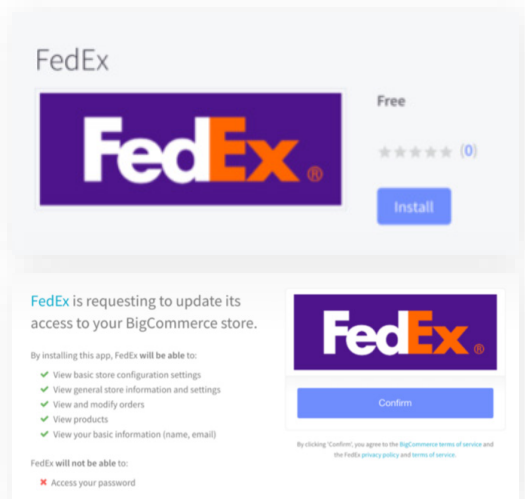 FedEx
FedEx®
Free
(0)
Install
FedEx is requesting to update its
access to your BigCommerce store.
By installing this app, FedEx will be able to:
View basic store configuration settings
View general store information and settings
View and modify orders
View products
View your basic information (name, email)
FedEx will not be able to:
Access your password
FedEx®
Confirm
By clicking 'Confirm', you agree to the BigCommerce terms of service and
the FedEx privacy policy and terms of service.